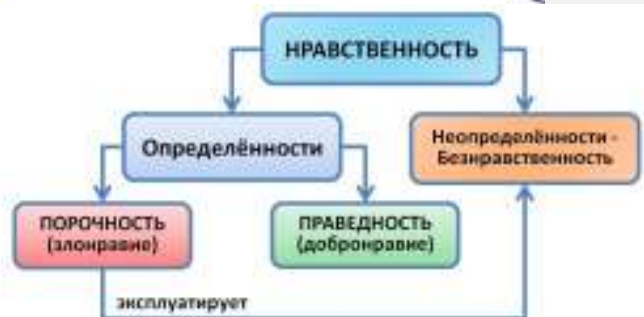 НРАВСТВЕННОСТЬ
Определённости
Неопределённости -
Безнравственность
ПОРОЧНОСТЬ
(злонравие)
ПРАВЕДНОСТЬ
(добронравие)
эксплуатирует